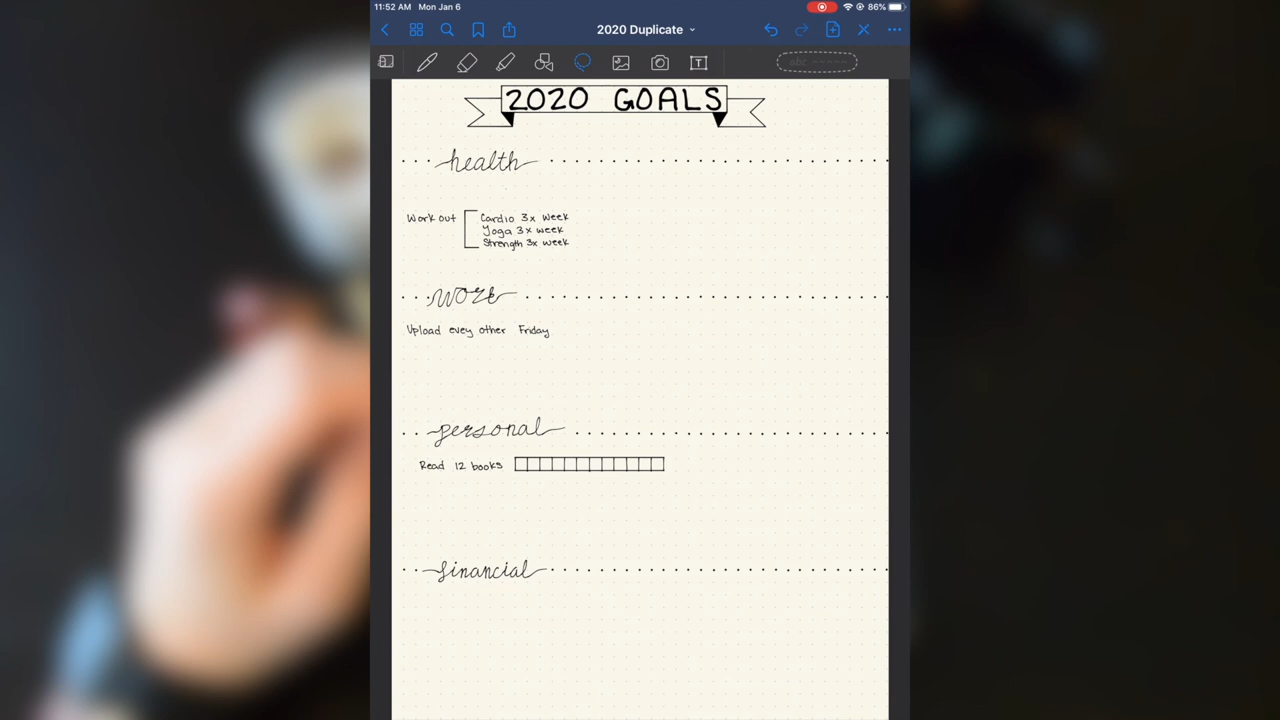 11:52 AM Mon Jan 6
86%
2020 Duplicate
T
abc
2020 GOALS
health
Work out
Cardio 3x week
Yoga 3x week
Strength 3x week
work
Upload evey other Friday
personal
Read 12 books
financial